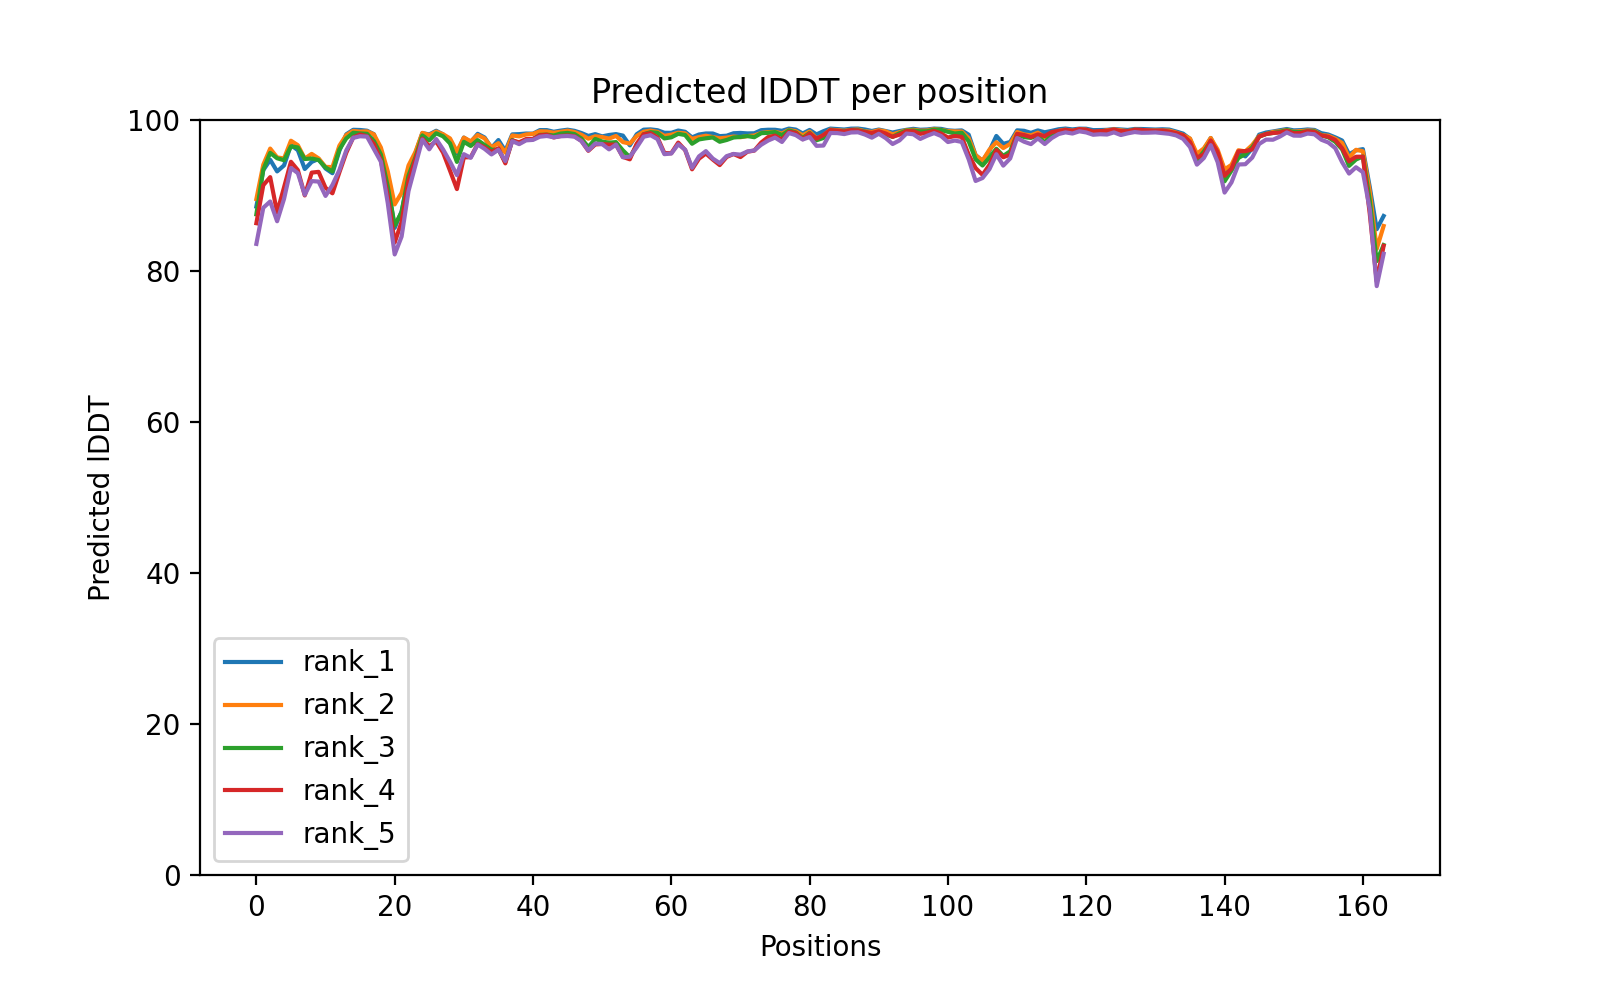 Predicted lDDT per position
100
80
60
40
20
0
Predicted lDDT
rank_1
rank_2
rank_3
rank_4
rank_5
0 20 40 60 80 100 120 140 160
Positions